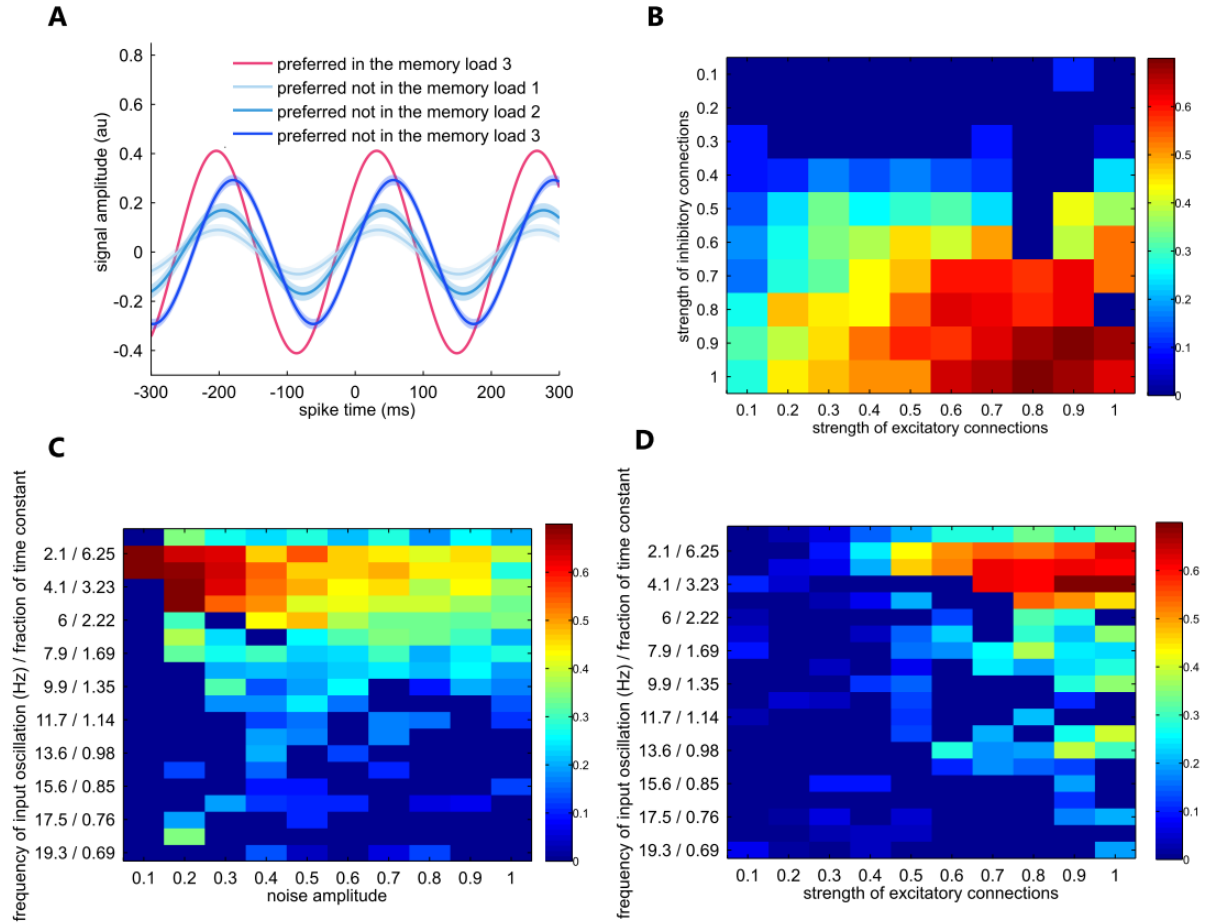 A
preferred in the memory load 3
preferred not in the memory load 1
preferred not in the memory load 2
preferred not in the memory load 3
signal amplitude (au)
0.8
0.6
0.4
0.2
0
-0.2
-0.4
-300 -200 -100 0 100 200 300
spike time (ms)
B
strength of inhibitory connections
0.1
0.2
0.3
0.4
0.5
0.6
0.7
0.8
0.9
1
0.1 0.2 0.3 0.4 0.5 0.6 0.7 0.8 0.9 1
strength of excitatory connections
0.6
0.5
0.4
0.3
0.2
0.1
0
C
frequency of input oscillation (Hz) / fraction of time constant
2.1 / 6.25
4.1 / 3.23
6 / 2.22
7.9 / 1.69
9.9 / 1.35
11.7 / 1.14
13.6 / 0.98
15.6 / 0.85
17.5 / 0.76
19.3 / 0.69
0.1 0.2 0.3 0.4 0.5 0.6 0.7 0.8 0.9 1
noise amplitude
0.6
0.5
0.4
0.3
0.2
0.1
0
D
frequency of input oscillation (Hz) / fraction of time constant
2.1 / 6.25
4.1 / 3.23
6 / 2.22
7.9 / 1.69
9.9 / 1.35
11.7 / 1.14
13.6 / 0.98
15.6 / 0.85
17.5 / 0.76
19.3 / 0.69
0.1 0.2 0.3 0.4 0.5 0.6 0.7 0.8 0.9 1
strength of excitatory connections
0.6
0.5
0.4
0.3
0.2
0.1
0